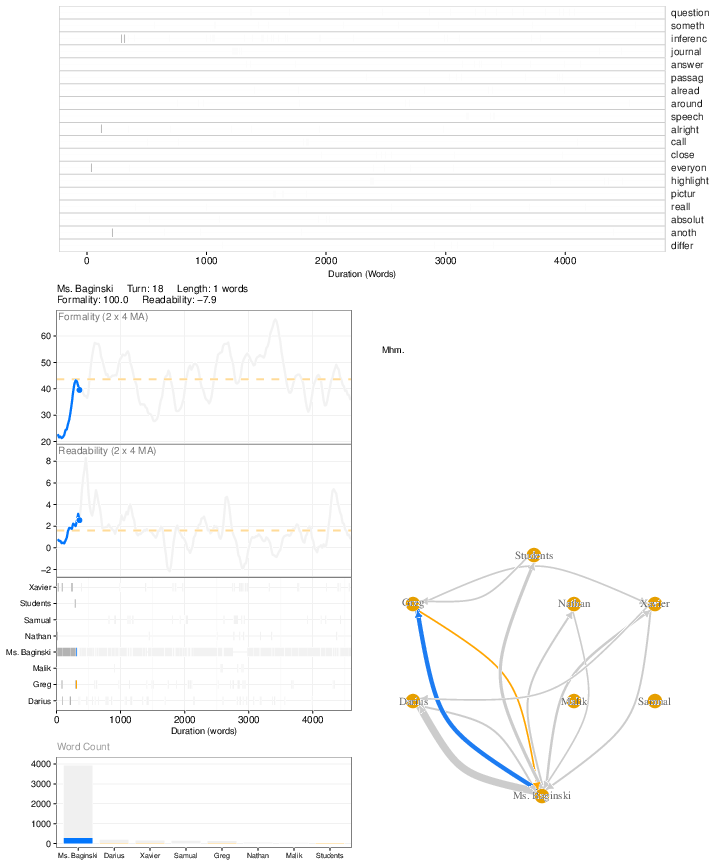 question
someth
inferenc
journal
answer
passag
alread
around
speech
alright
call
close
everyon
highlight
pictur
reall
absolut
anoth
differ
0 1000 2000 3000 4000
Duration (Words)
Ms. Baginski Turn: 18 Length: 1 words
Formality: 100.0 Readability: −7.9
Formality (2 x 4 MA)
60
50
40
30
20
Mhm.
Readability (2 x 4 MA)
8
6
4
2
0
−2
Xavier
Students
Samual
Nathan
Ms. Baginski
Malik
Greg
Darius
0 1000 2000 3000 4000
Duration (words)
Students
Greg Nathan Xavier
Darius Malik Samual
Ms. Baginski
Word Count
4000
3000
2000
1000
0
Ms. Baginski Darius Xavier Samual Greg Nathan Malik Students